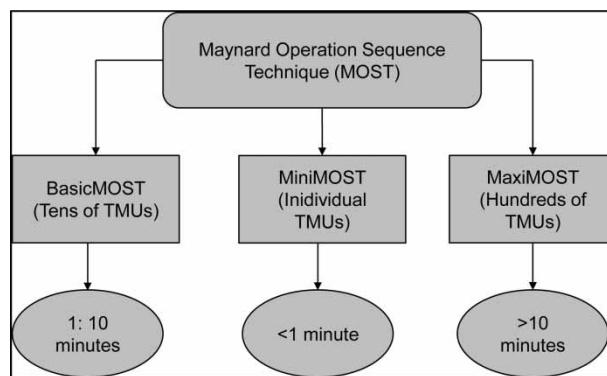 Maynard Operation Sequence
Technique (MOST)
BasicMOST
(Tens of TMUs)
MiniMOST
(Inidividual
TMUs)
MaxiMOST
(Hundreds of
TMUs)
1: 10
minutes
<1 minute
>10
minutes